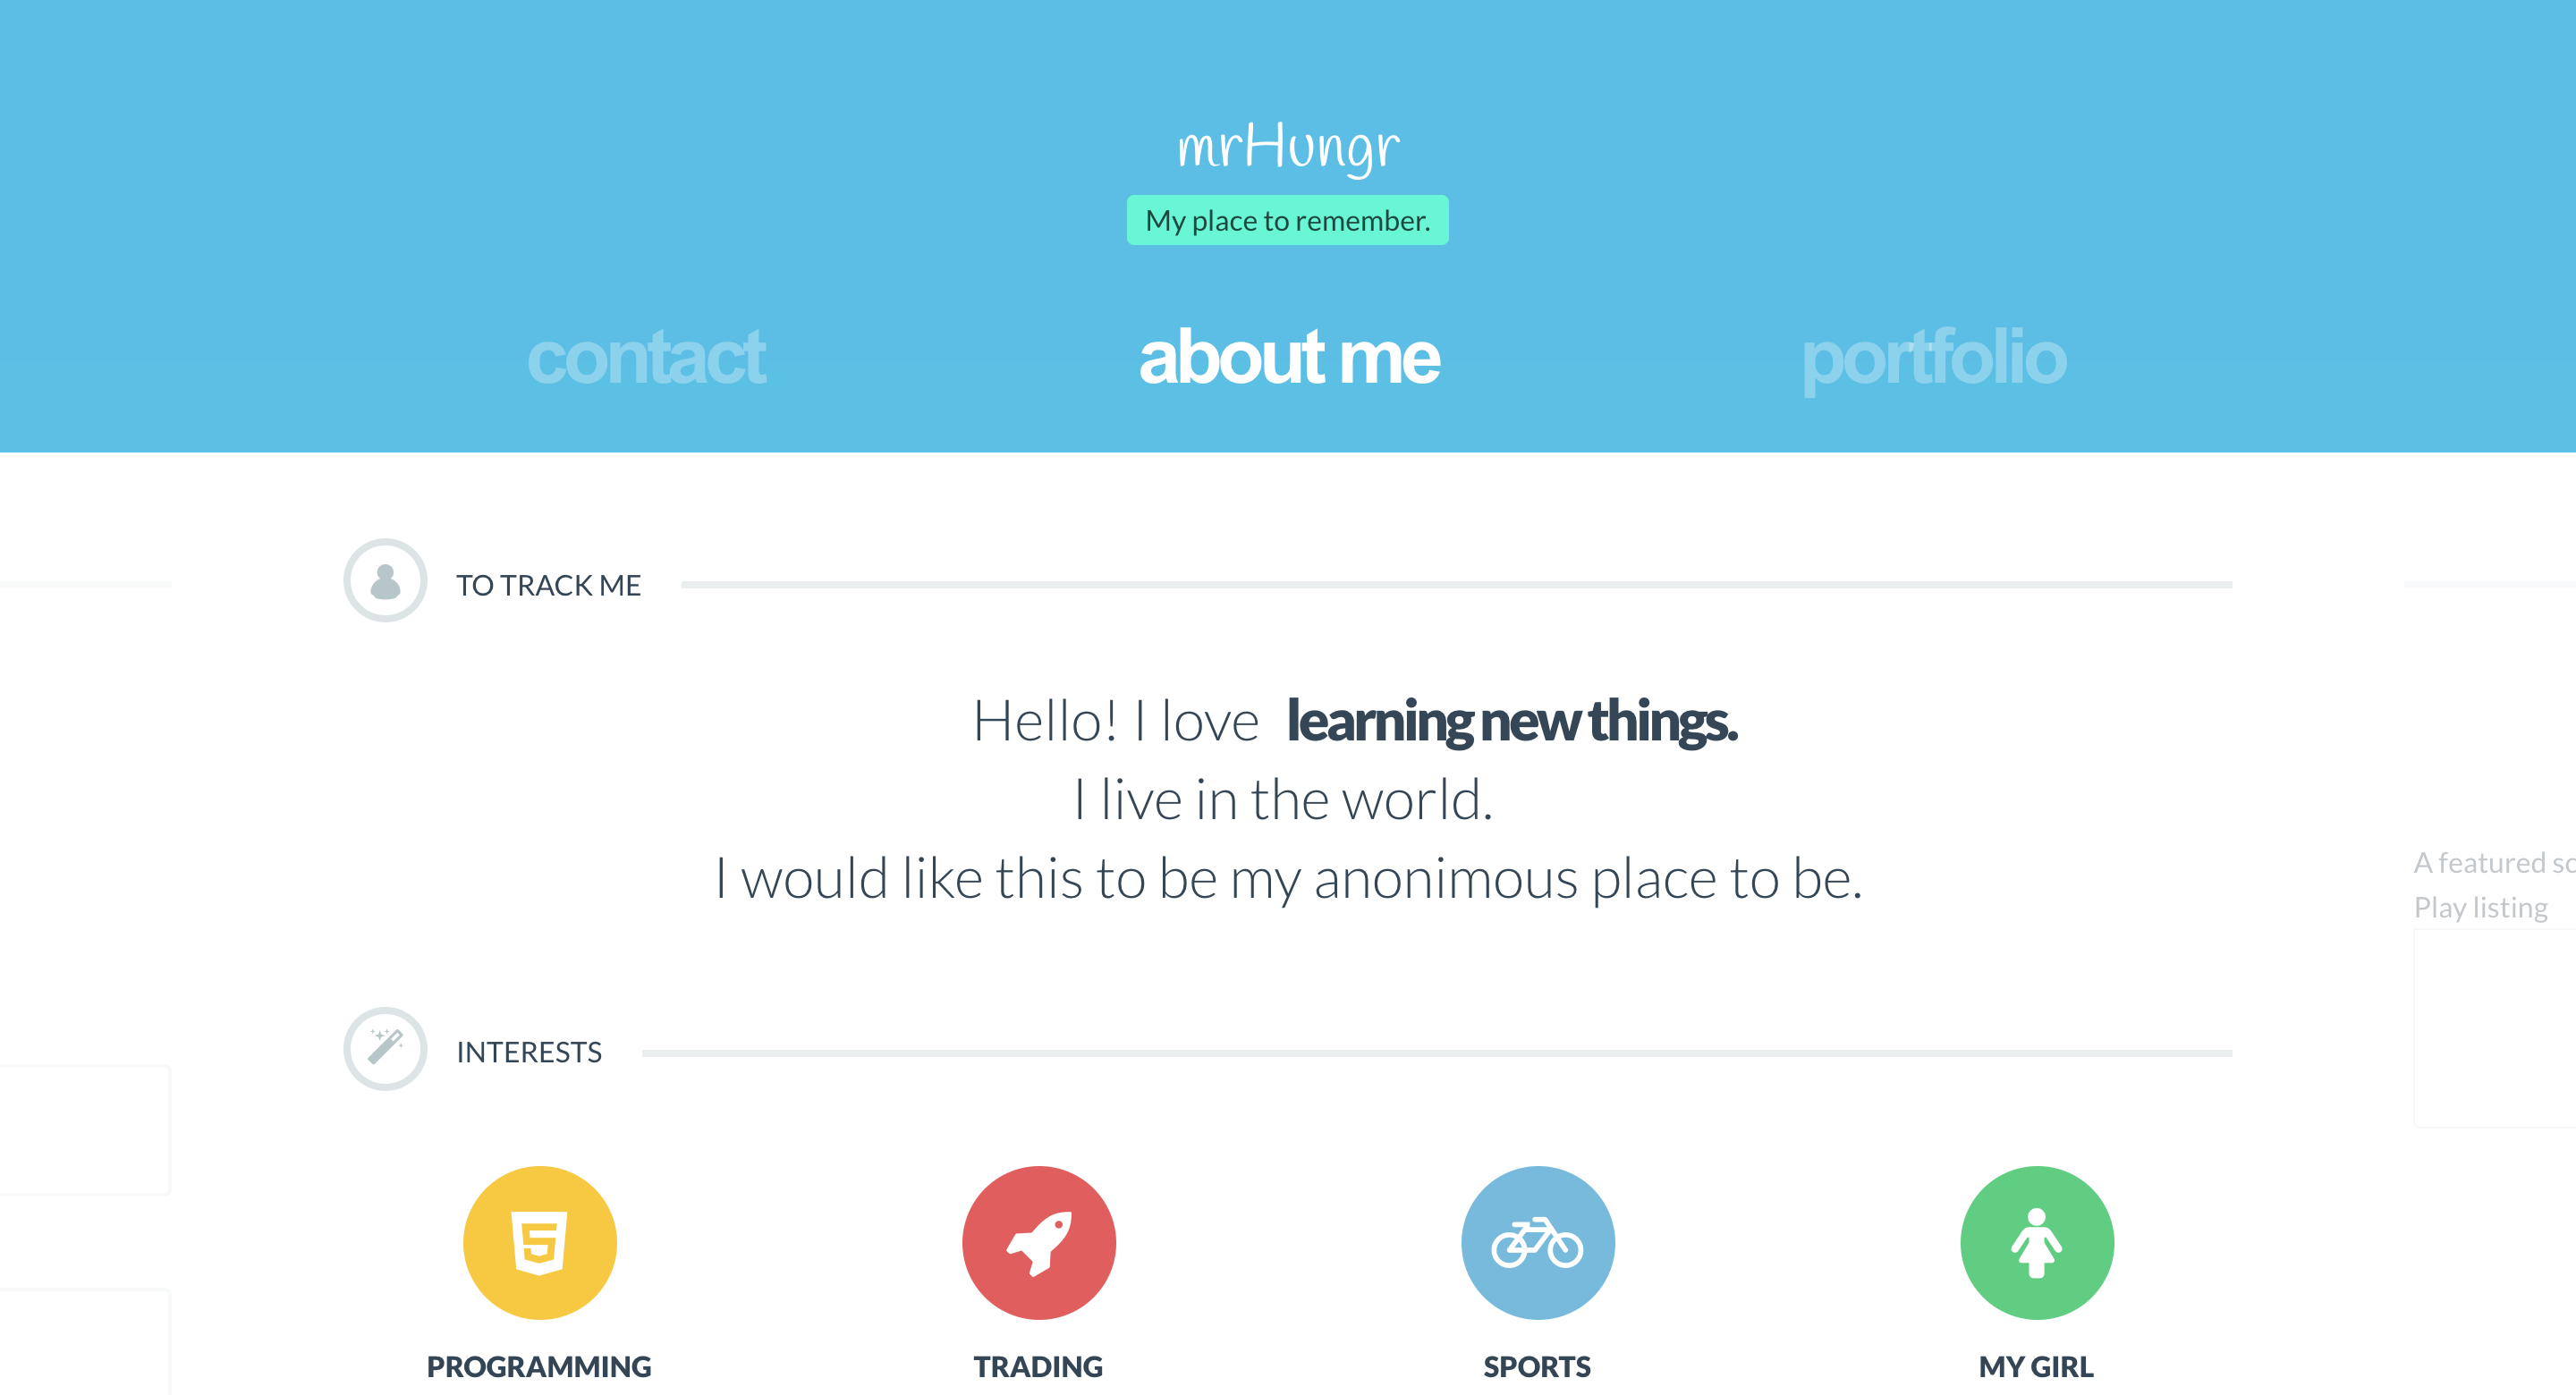 mrHungr
My place to remember.
contact
about me
portfolio
TO TRACK ME
Hello! I love learning new things.
I live in the world.
I would like this to be my anonimous place to be.
A featured
Play listing
INTERESTS
PROGRAMMING
TRADING
SPORTS
MY GIRL